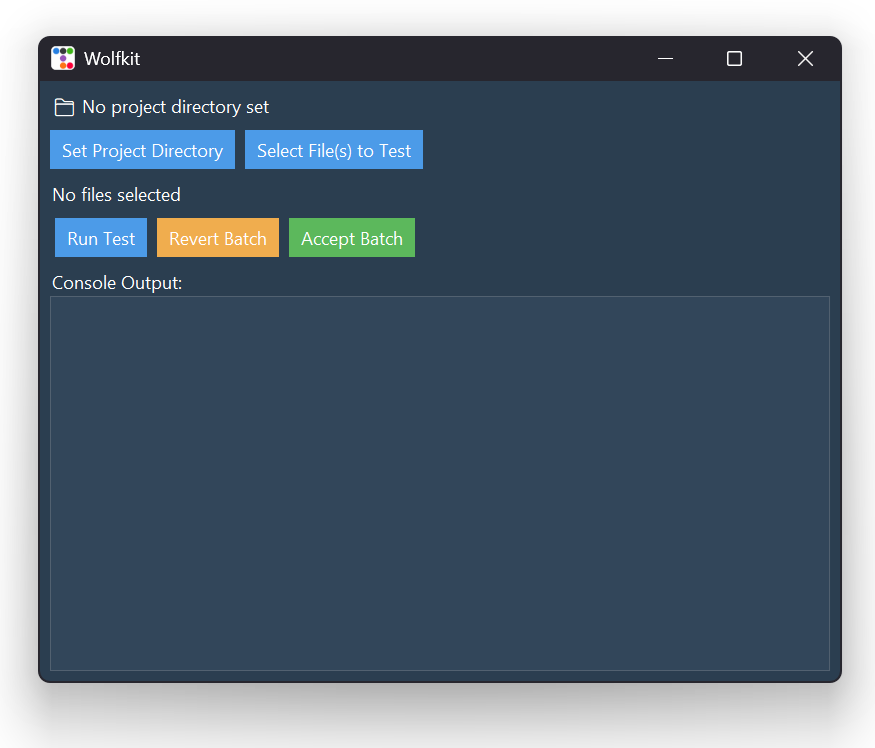 Wolfkit
No project directory set
Set Project Directory Select File(s) to Test
No files selected
Run Test Revert Batch Accept Batch
Console Output: